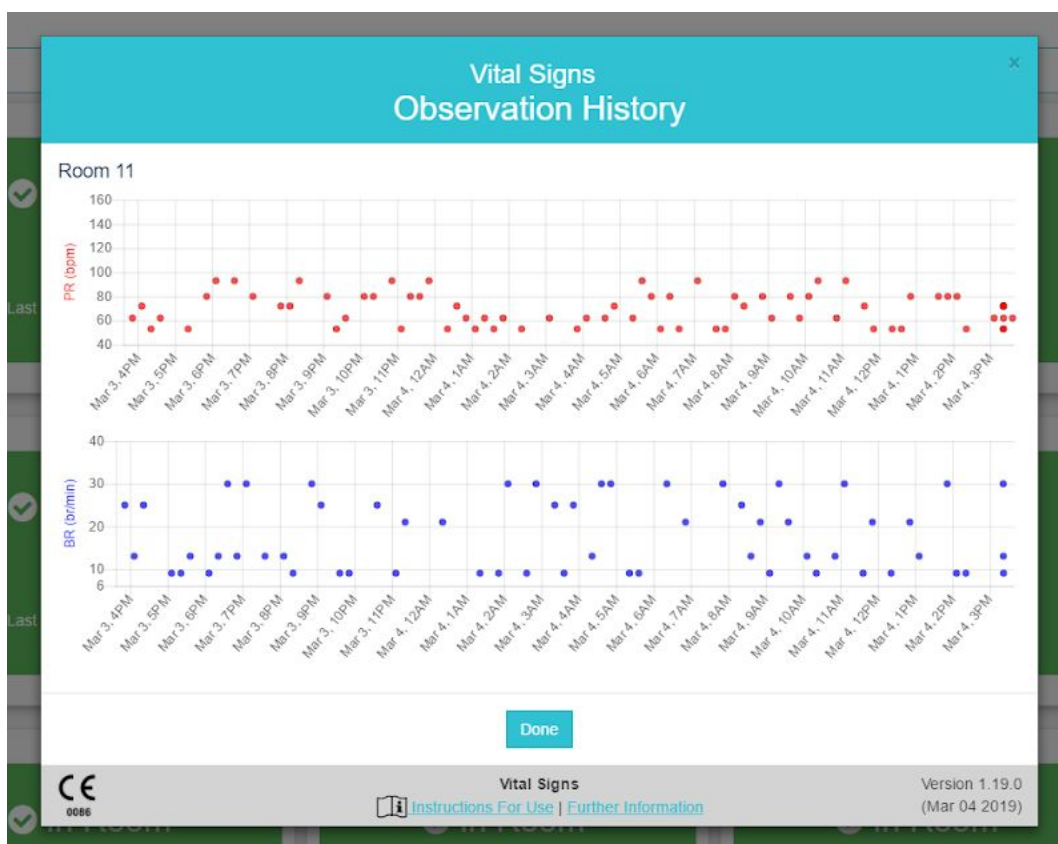 Vital Signs
×
Observation History
Room 11
PR (bpm)
160
140
120
100
80
60
40
Mar 3, 4PM
Mar 3, 5PM
Mar 3, 6PM
Mar 3, 7PM
Mar 3, 8PM
Mar 3, 9PM
Mar 3, 10PM
Mar 3, 11PM
Mar 4, 12AM
Mar 4, 1AM
Mar 4, 2AM
Mar 4, 3AM
Mar 4, 4AM
Mar 4, 5AM
Mar 4, 6AM
Mar 4, 7AM
Mar 4, 8AM
Mar 4, 9AM
Mar 4, 10AM
Mar 4, 11AM
Mar 4, 12PM
Mar 4, 1PM
Mar 4, 2PM
Mar 4, 3PM
BR (br/min)
40
30
20
10
6
Mar 3, 4PM
Mar 3, 5PM
Mar 3, 6PM
Mar 3, 7PM
Mar 3, 8PM
Mar 3, 9PM
Mar 3, 10PM
Mar 3, 11PM
Mar 4, 12AM
Mar 4, 1AM
Mar 4, 2AM
Mar 4, 3AM
Mar 4, 4AM
Mar 4, 5AM
Mar 4, 6AM
Mar 4, 7AM
Mar 4, 8AM
Mar 4, 9AM
Mar 4, 10AM
Mar 4, 11AM
Mar 4, 12PM
Mar 4, 1PM
Mar 4, 2PM
Mar 4, 3PM
Last
Last
Done
CE
0086
Vital Signs
i Instructions For Use | Further Information
Version 1.19.0
(Mar 04 2019)
In Room
In Room
In Room